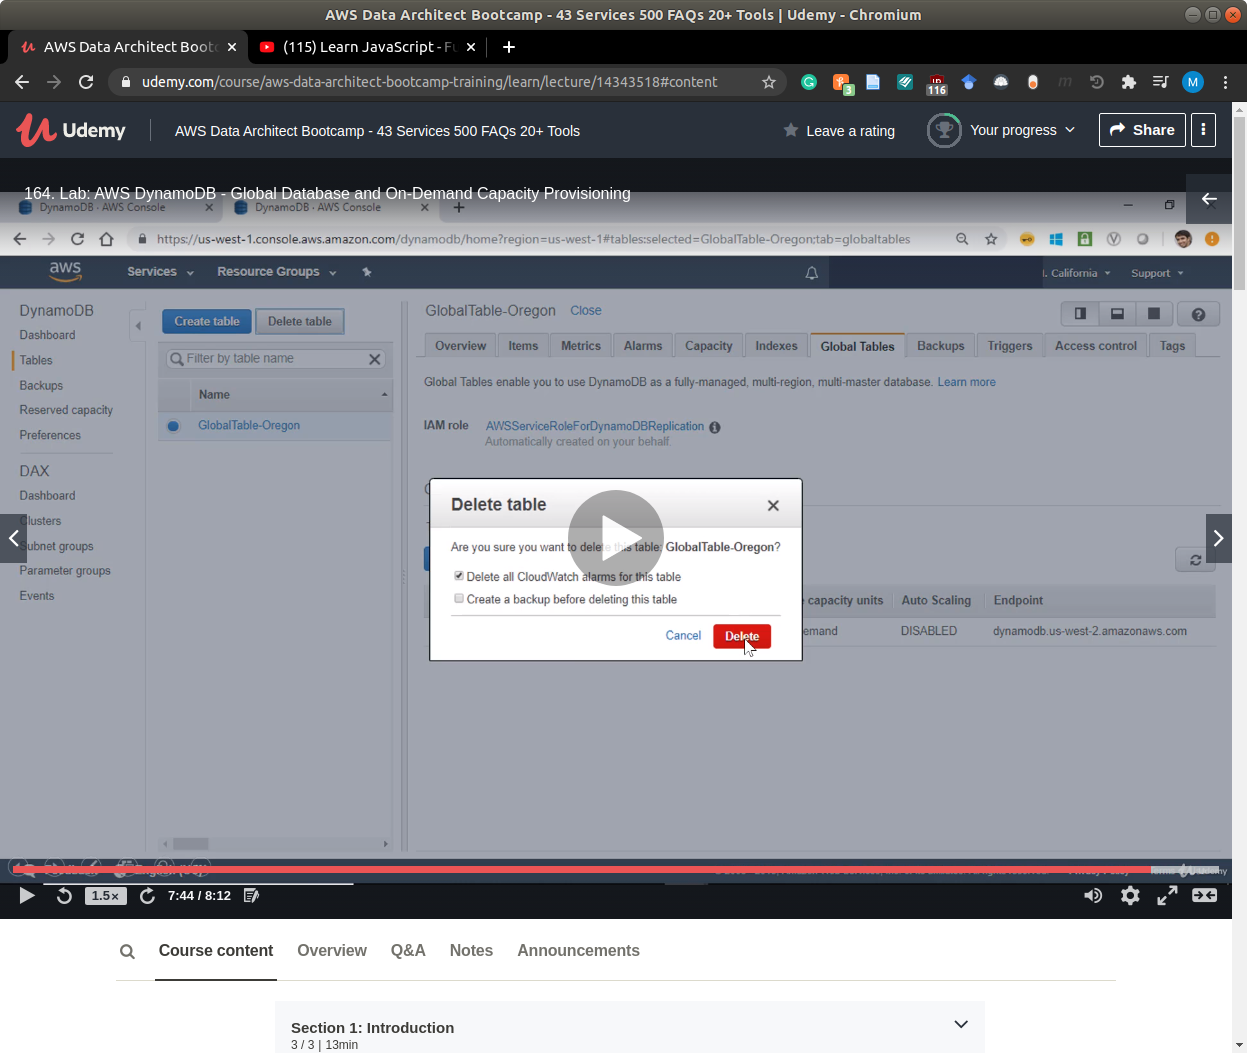 AWS Data Architect Bootcamp - 43 Services 500 FAQs 20+ Tools | Udemy - Chromium
AWS Data Architect Bootc
(115) Learn JavaScript - Fu
udemy.com/course/aws-data-architect-bootcamp-training/learn/lecture/14343518#content
3
116
M
Udemy
AWS Data Architect Bootcamp - 43 Services 500 FAQs 20+ Tools
Leave a rating
Your progress
Share
164. Lab: AWS DynamoDB - Global Database and On-Demand Capacity Provisioning
DynamoDB · AWS Console
DynamoDB · AWS Console
https://us-west-1.console.aws.amazon.com/dynamodb/home?region=us-west-1#tables:selected=GlobalTable-Oregon;tab=globaltables
aws
Services
Resource Groups
. California
Support
DynamoDB
Dashboard
Tables
Backups
Reserved capacity
Preferences
DAX
Dashboard
Clusters
Subnet groups
Parameter groups
Events
Create table
Delete table
Filter by table name
Name
GlobalTable-Oregon
GlobalTable-Oregon
Close
Overview
Items
Metrics
Alarms
Capacity
Indexes
Global Tables
Backups
Triggers
Access control
Tags
Global Tables enable you to use DynamoDB as a fully-managed, multi-region, multi-master database. Learn more
IAM role
AWSServiceRoleForDynamoDBReplication
Automatically created on your behalf
Delete table
Are you sure you want to delete this table: GlobalTable-Oregon?
Delete all CloudWatch alarms for this table
Create a backup before deleting this table
Cancel
Delete
capacity units
Auto Scaling
Endpoint
emand
DISABLED
dynamodb.us-west-2.amazonaws.com
1.5×
7:44 / 8:12
Course content
Overview
Q&A
Notes
Announcements
Section 1: Introduction
3 / 3 | 13min